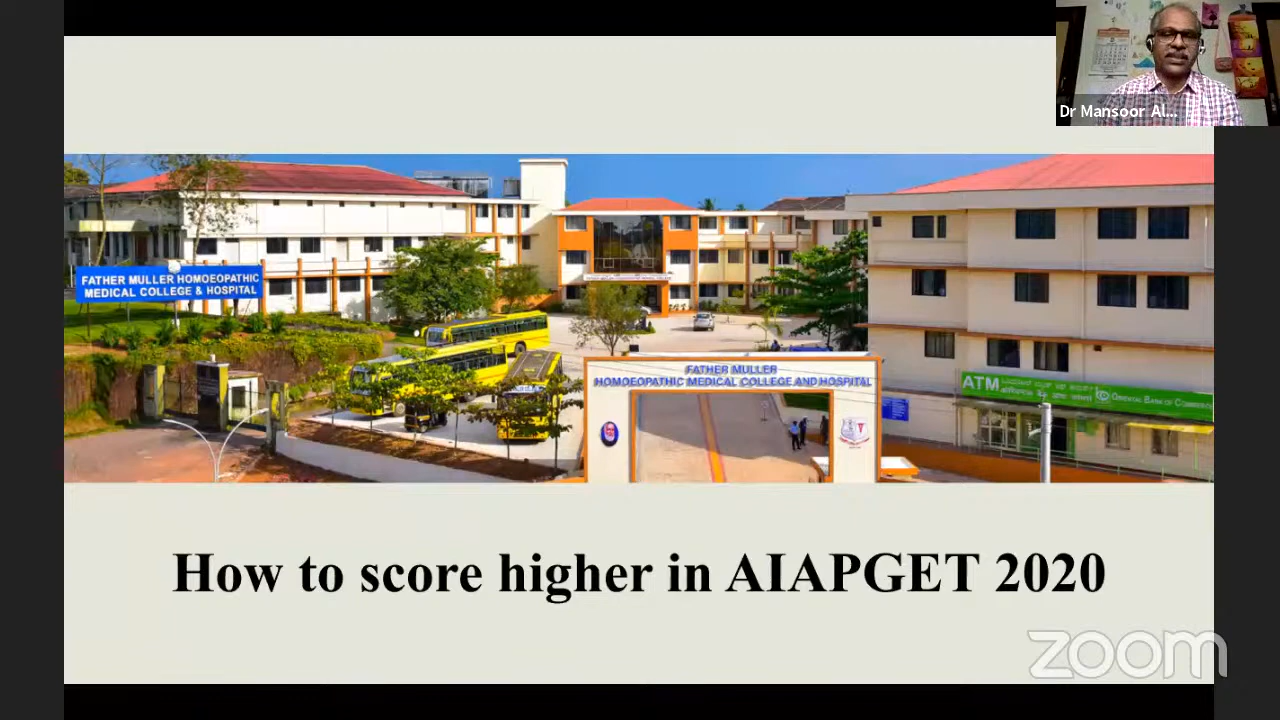 Dr Mansoor Al...
FATHER MULLER HOMOEOPATHIC
MEDICAL COLLEGE & HOSPITAL
FATHER MULLER
HOMOEOPATHIC MEDICAL COLLEGE AND HOSPITAL
ATM
ORIENTAL BANK OF COMMERCE
How to score higher in AIAPGET 2020
zoom